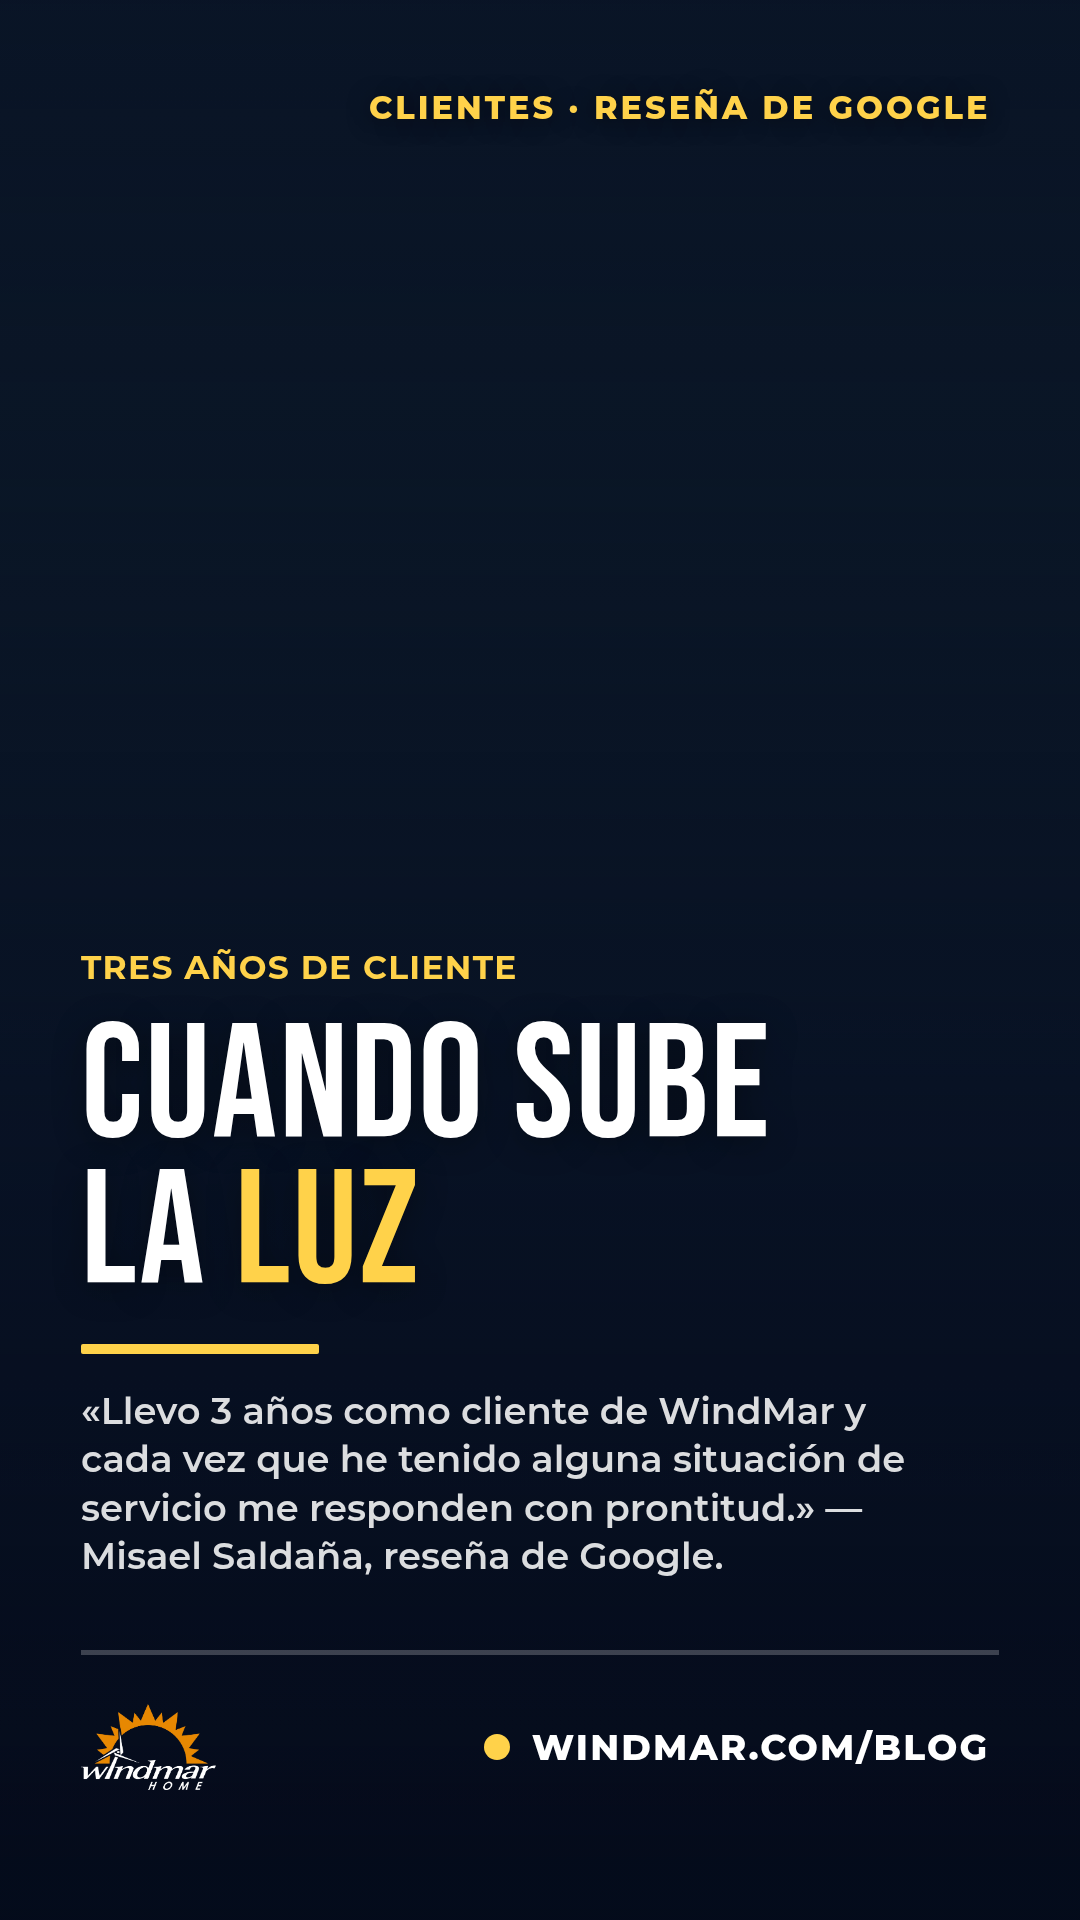 CLIENTES · RESEÑA DE GOOGLE
TRES AÑOS DE CLIENTE
CUANDO SUBE
LA LUZ
«Llevo 3 años como cliente de WindMar y
cada vez que he tenido alguna situación de
servicio me responden con prontitud.» —
Misael Saldaña, reseña de Google.
windmar
HOME
WINDMAR.COM/BLOG